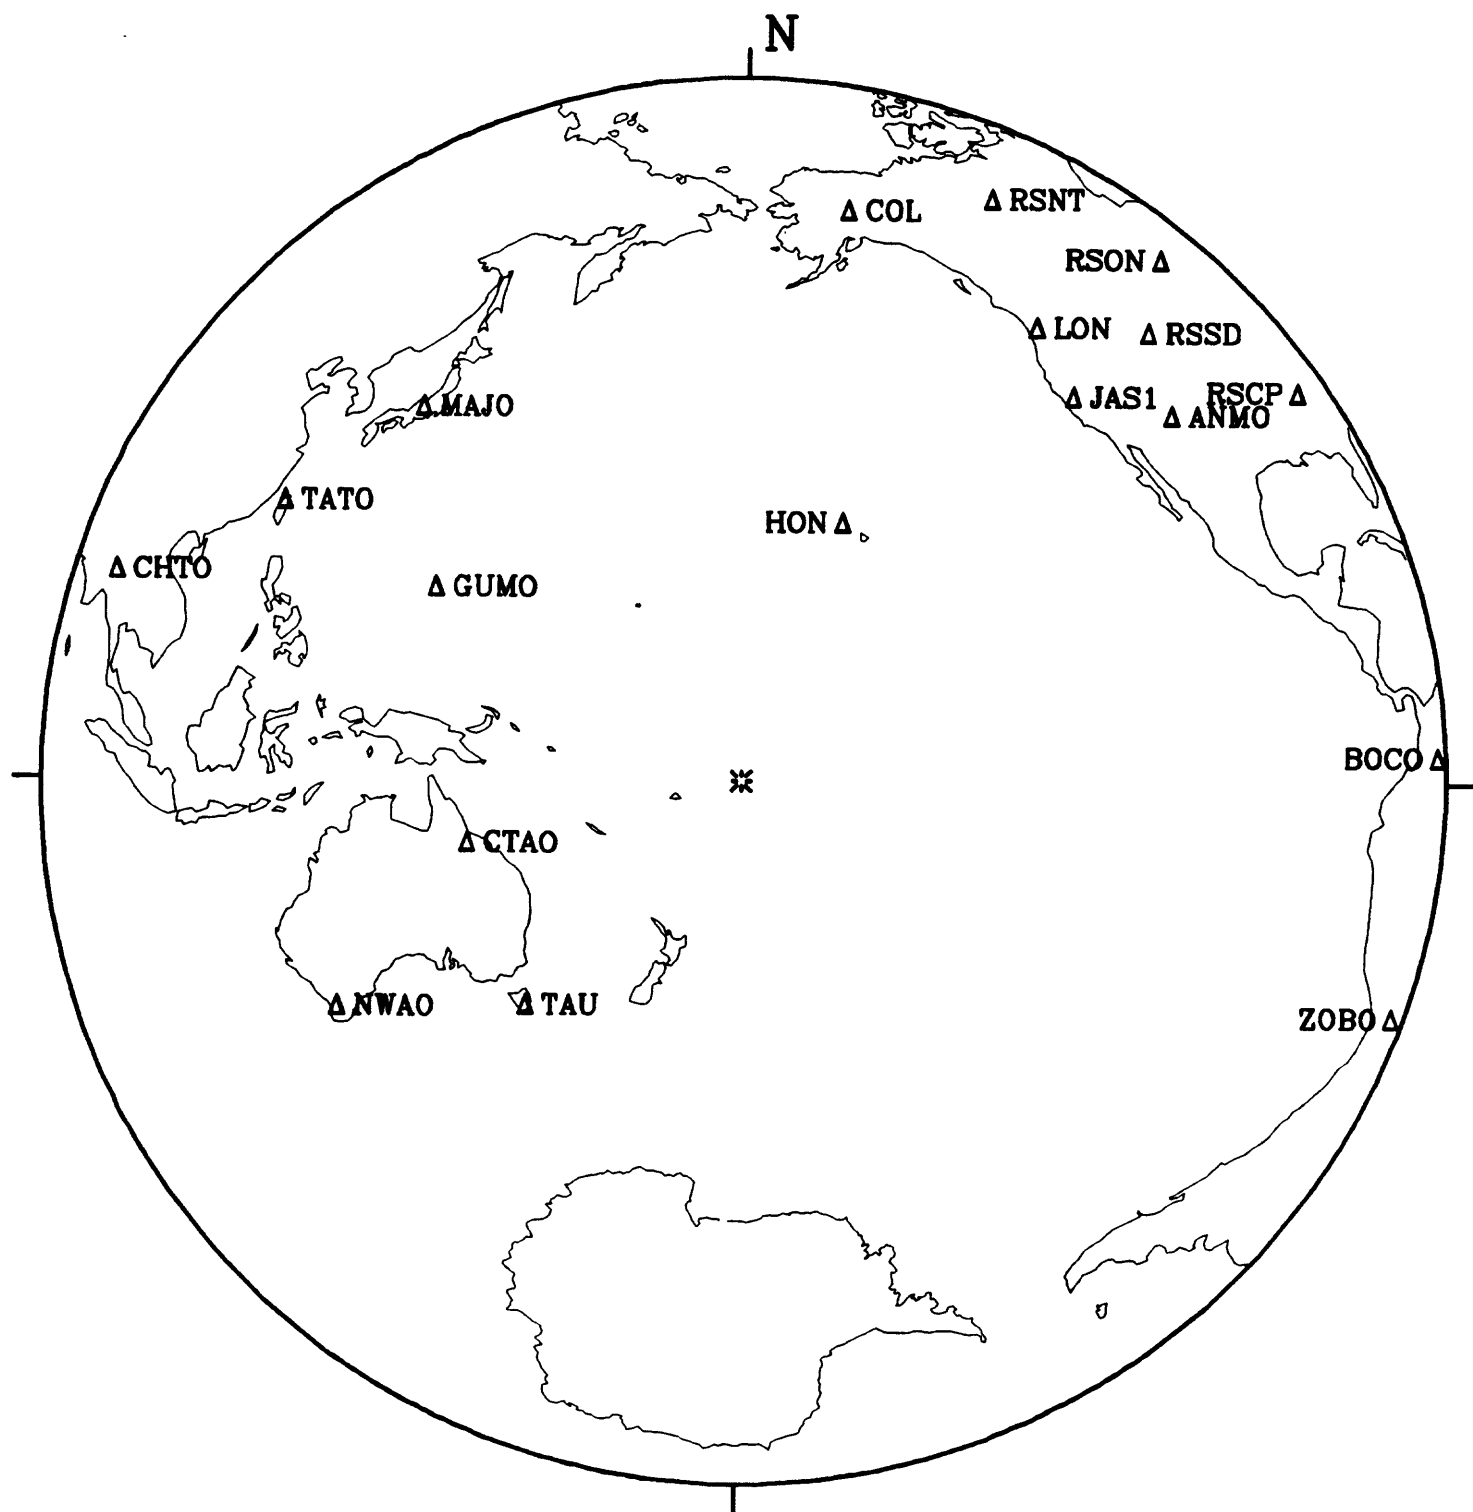 N
COL
RSNT
RSON
LON
RSSD
MAJO
JAS1
RSCP
ANMO
TATO
HON
CHTO
GUMO
BOCO
CTAO
NWAO
TAU
ZOBO